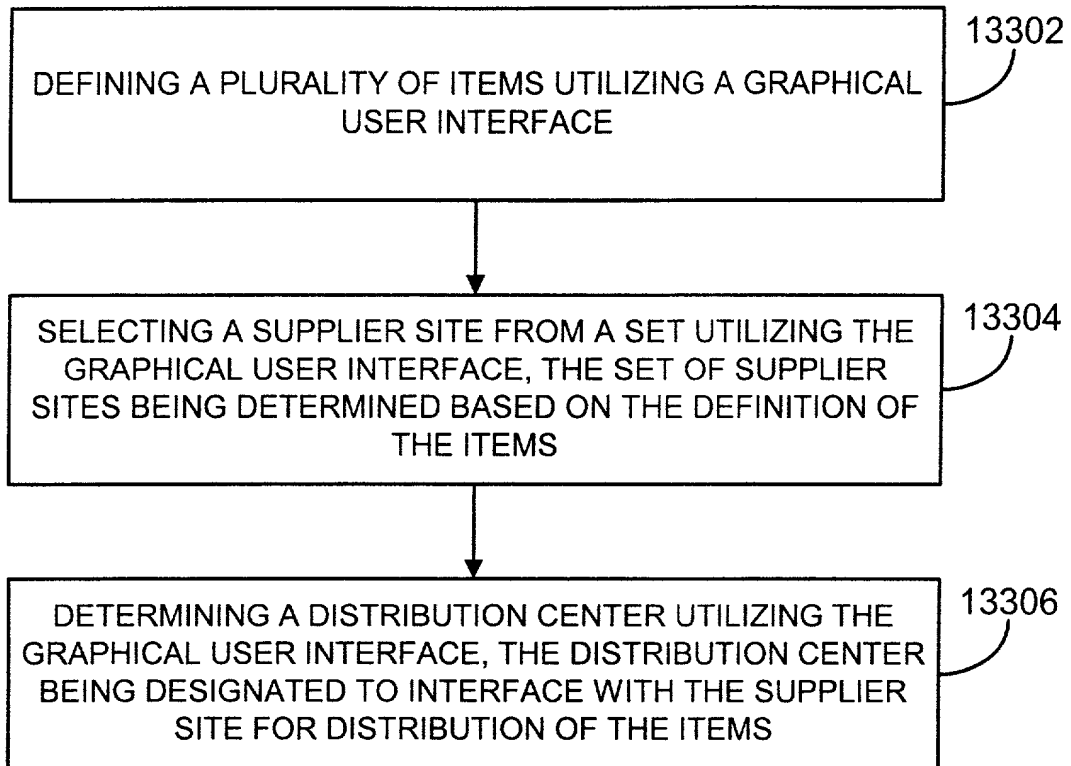 13302
DEFINING A PLURALITY OF ITEMS UTILIZING A GRAPHICAL
USER INTERFACE
13304
SELECTING A SUPPLIER SITE FROM A SET UTILIZING THE
GRAPHICAL USER INTERFACE, THE SET OF SUPPLIER
SITES BEING DETERMINED BASED ON THE DEFINITION OF
THE ITEMS
13306
DETERMINING A DISTRIBUTION CENTER UTILIZING THE
GRAPHICAL USER INTERFACE, THE DISTRIBUTION CENTER
BEING DESIGNATED TO INTERFACE WITH THE SUPPLIER
SITE FOR DISTRIBUTION OF THE ITEMS